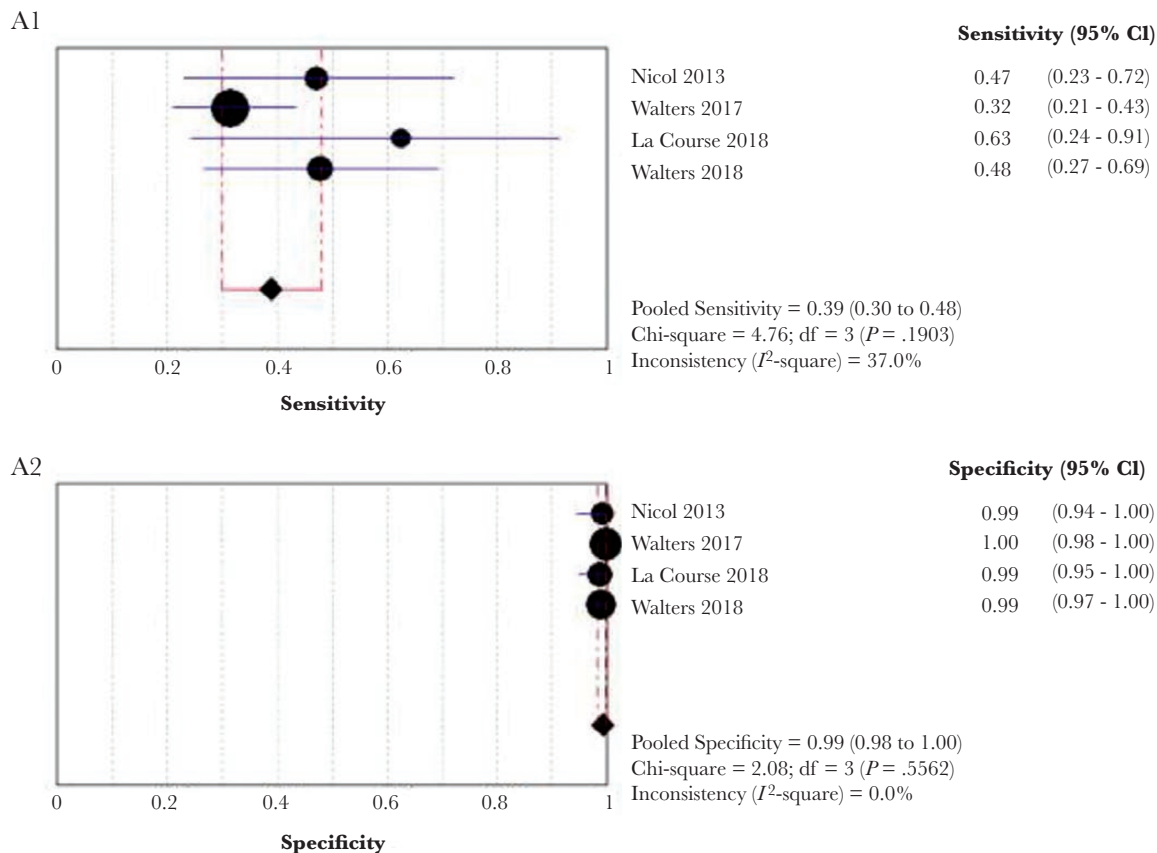 A1
Sensitivity (95% CI)
Nicol 2013 0.47 (0.23 - 0.72)
Walters 2017 0.32 (0.21 - 0.43)
La Course 2018 0.63 (0.24 - 0.91)
Walters 2018 0.48 (0.27 - 0.69)
Pooled Sensitivity = 0.39 (0.30 to 0.48)
Chi-square = 4.76; df = 3 (P = .1903)
Inconsistency (I²-square) = 37.0%
0 0.2 0.4 0.6 0.8 1
Sensitivity
A2
Specificity (95% CI)
Nicol 2013 0.99 (0.94 - 1.00)
Walters 2017 1.00 (0.98 - 1.00)
La Course 2018 0.99 (0.95 - 1.00)
Walters 2018 0.99 (0.97 - 1.00)
Pooled Specificity = 0.99 (0.98 to 1.00)
Chi-square = 2.08; df = 3 (P = .5562)
Inconsistency (I²-square) = 0.0%
0 0.2 0.4 0.6 0.8 1
Specificity